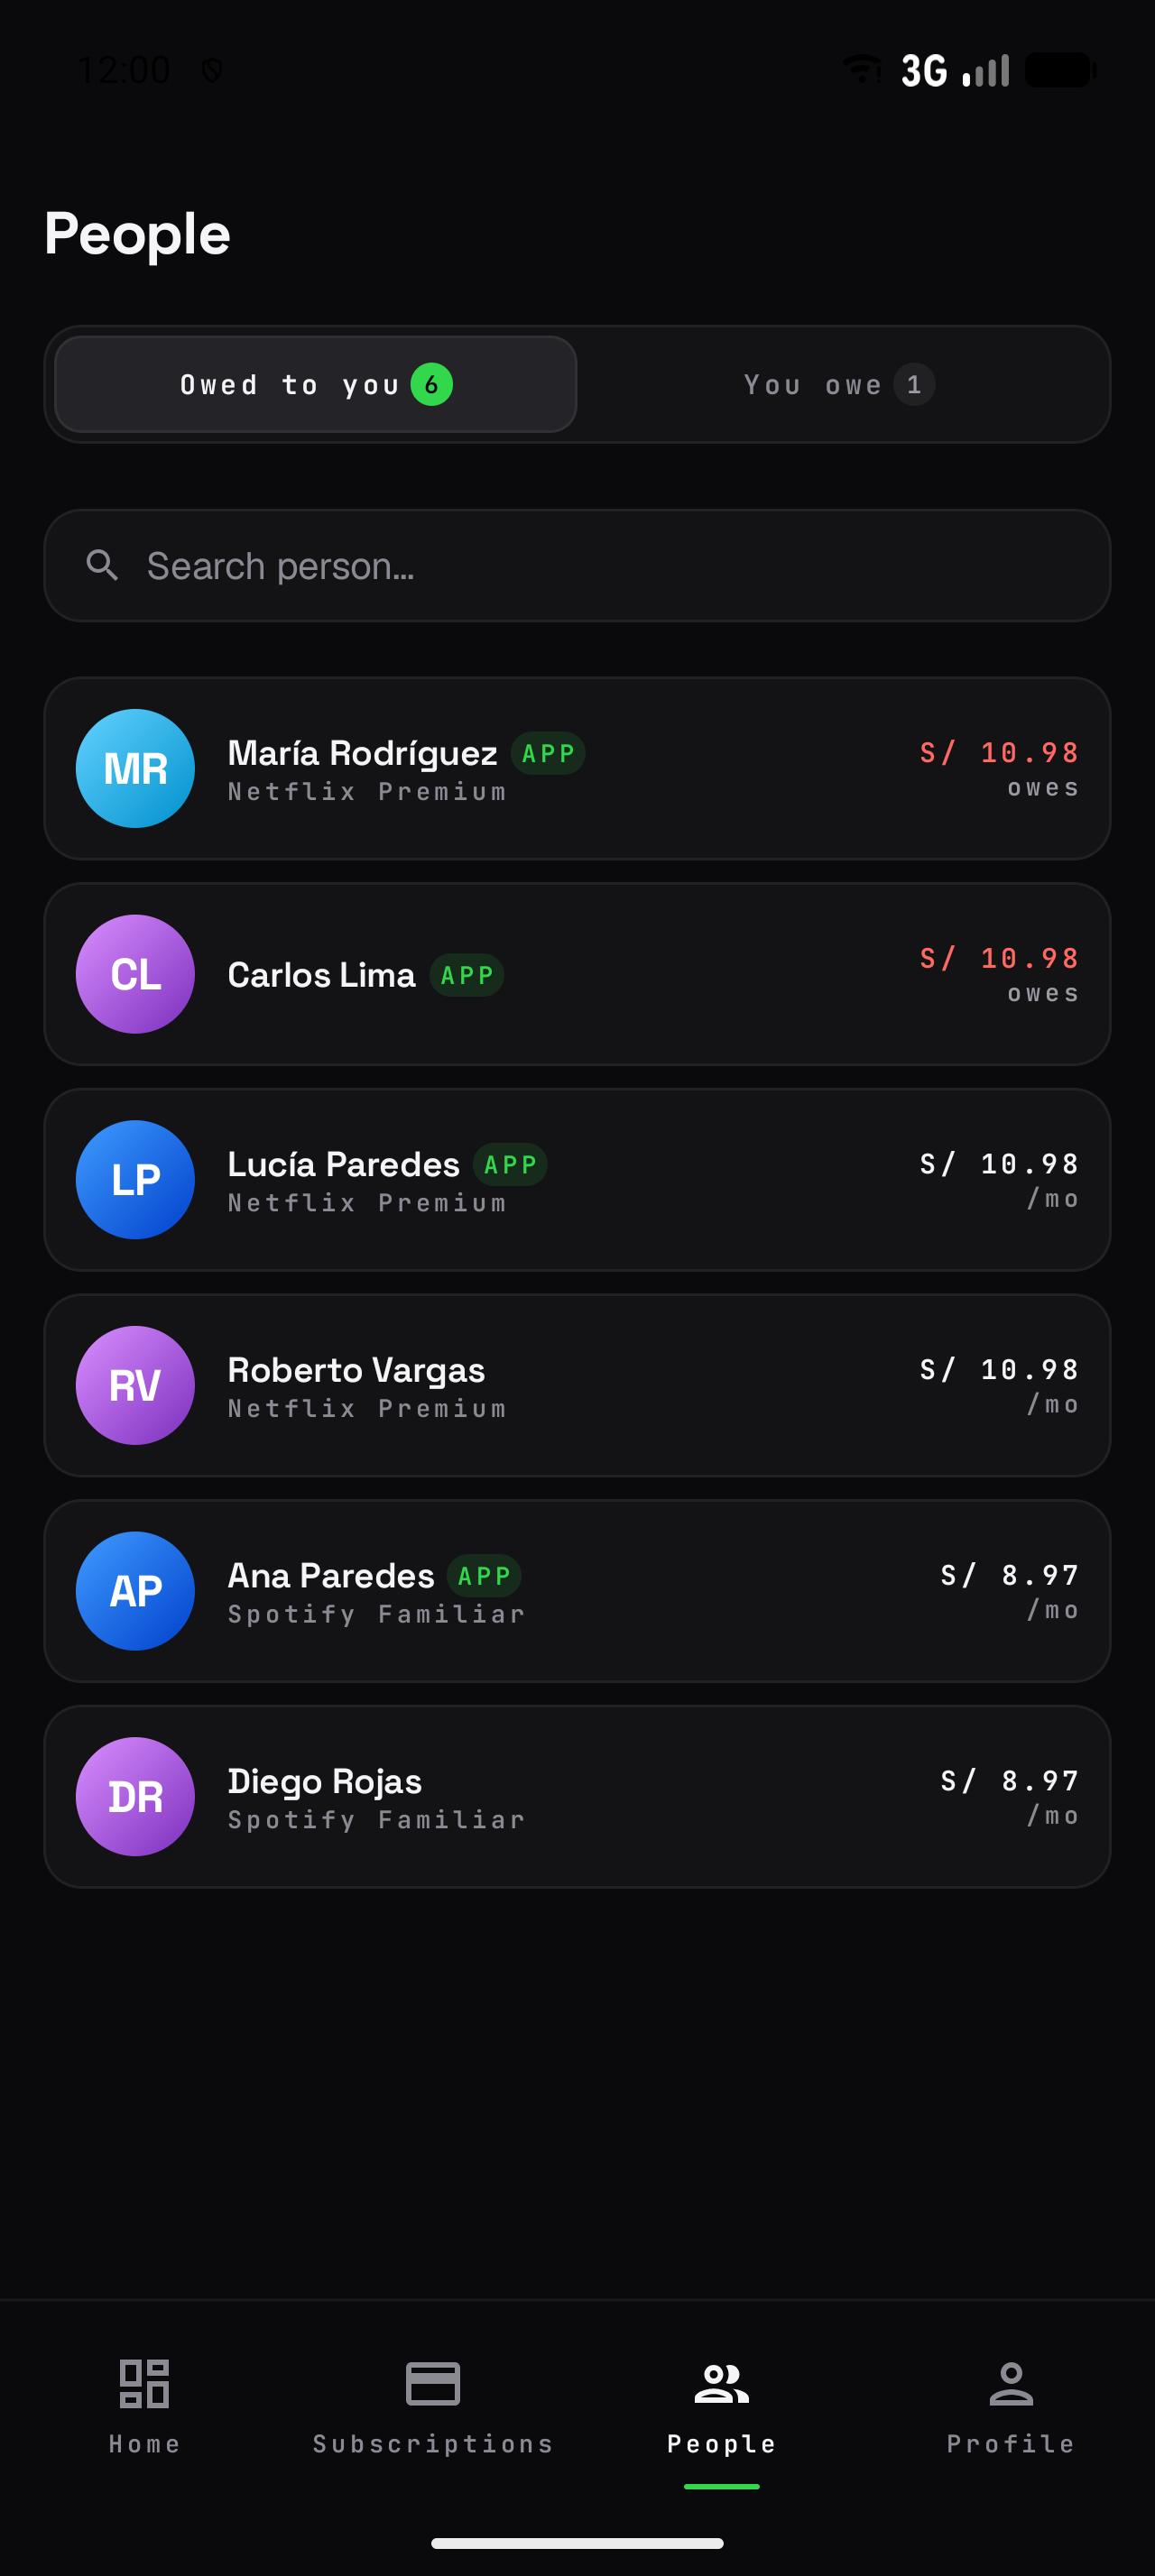 12:00 3G
People
Owed to you 6 You owe 1
Search person...
MR María Rodríguez APP S/ 10.98
Netflix Premium owes
CL Carlos Lima APP S/ 10.98
owes
LP Lucía Paredes APP S/ 10.98
Netflix Premium /mo
RV Roberto Vargas S/ 10.98
Netflix Premium /mo
AP Ana Paredes APP S/ 8.97
Spotify Familiar /mo
DR Diego Rojas S/ 8.97
Spotify Familiar /mo
Home Subscriptions People Profile